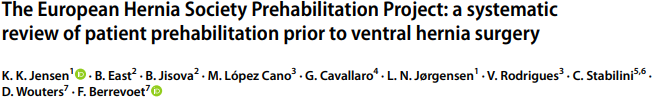 The European Hernia Society Prehabilitation Project: a systematic
review of patient prehabilitation prior to ventral hernia surgery
K. K. Jensen¹ · B. East² · B. Jisova² · M. López Cano³ · G. Cavallaro⁴ · L. N. Jørgensen¹ · V. Rodrigues³ · C. Stabilini⁵,⁶ ·
D. Wouters⁷ · F. Berrevoet⁷